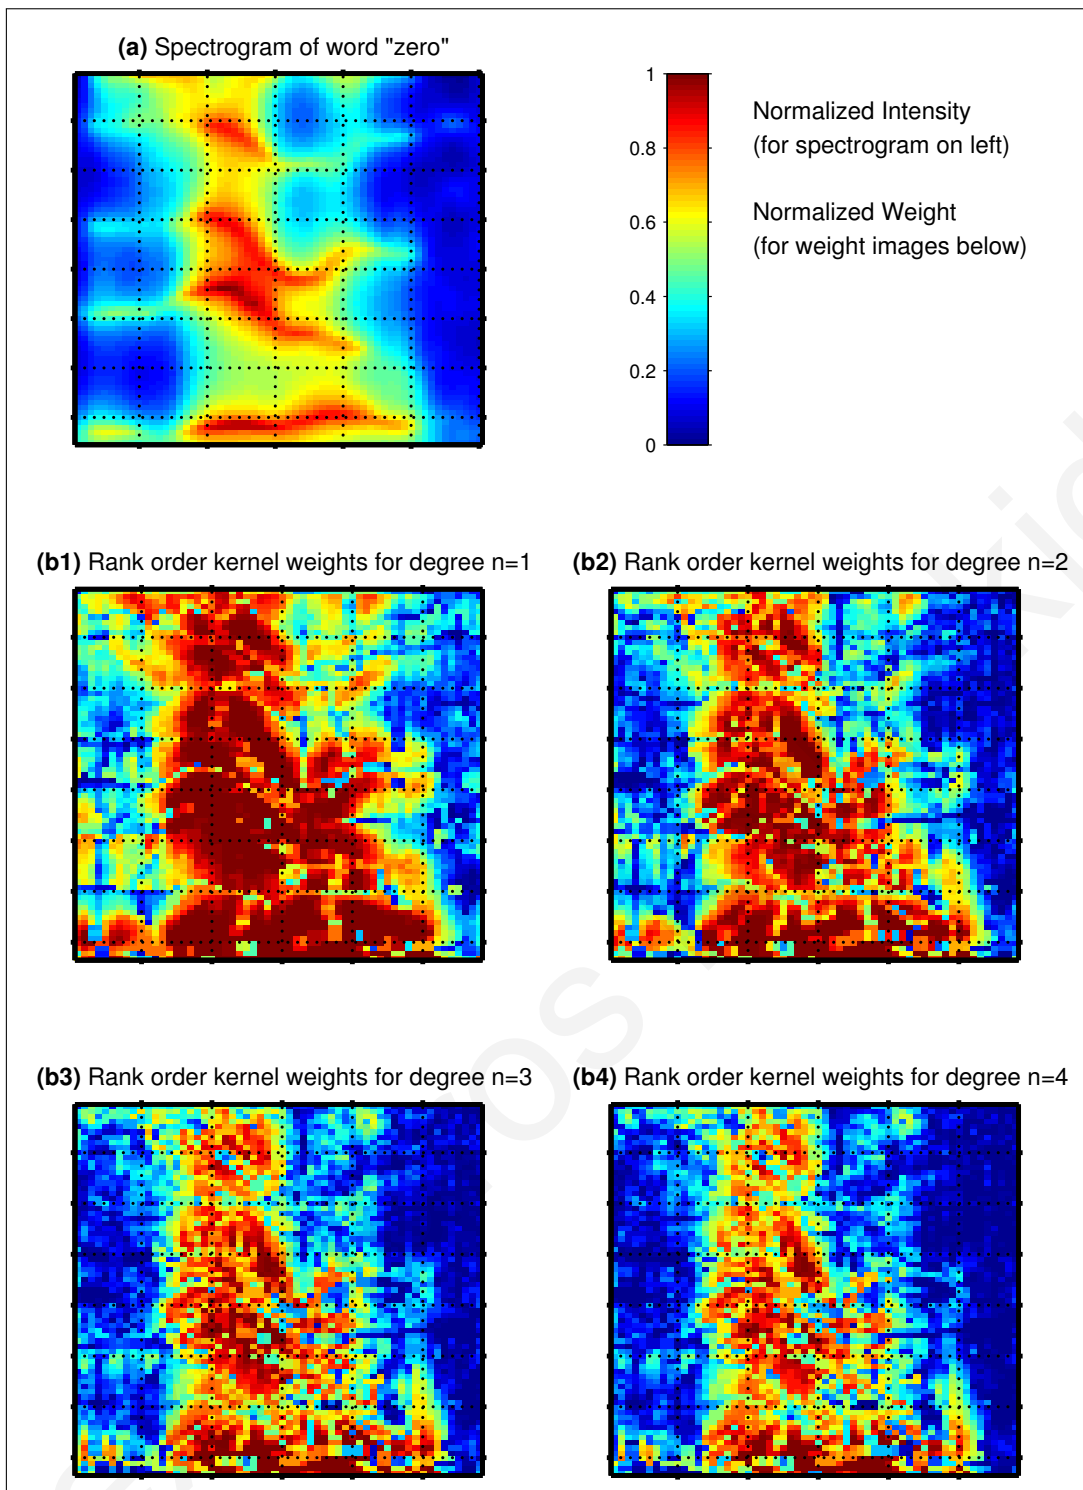 (a) Spectrogram of word "zero"
1
0.8
0.6
0.4
0.2
0
Normalized Intensity
(for spectrogram on left)
Normalized Weight
(for weight images below)
(b1) Rank order kernel weights for degree n=1
(b2) Rank order kernel weights for degree n=2
(b3) Rank order kernel weights for degree n=3
(b4) Rank order kernel weights for degree n=4